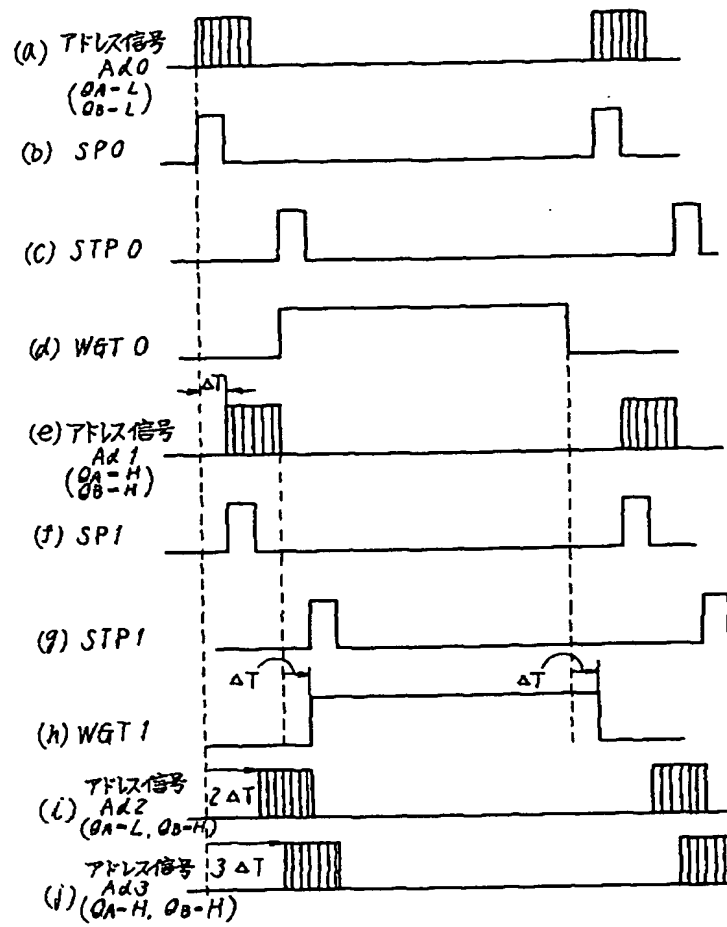 (a) アドレス信号
Ad0
(QA-L
QB-L)
(b) SP0
(c) STP0
(d) WGT0
ΔT
(e) アドレス信号
Ad1
(QA-H
QB-H)
(f) SP1
(g) STP1
ΔT ΔT
(h) WGT1
アドレス信号
(i) Ad2 2ΔT
(QA-L, QB-H)
アドレス信号 3ΔT
(j) Ad3
(QA-H, QB-H)